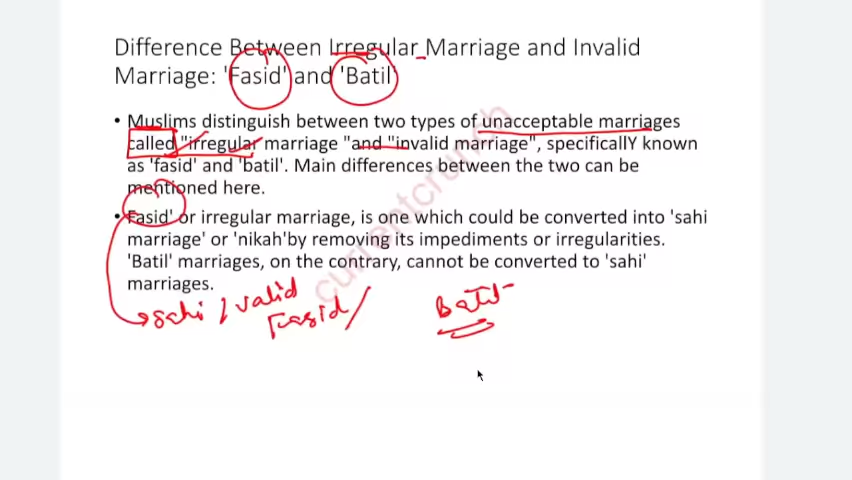 Difference Between Irregular Marriage and Invalid
Marriage: 'Fasid' and 'Batil'
• Muslims distinguish between two types of unacceptable marriages
called "irregular marriage "and "invalid marriage", specificallY known
as 'fasid' and 'batil'. Main differences between the two can be
mentioned here.
• Fasid' or irregular marriage, is one which could be converted into 'sahi
marriage' or 'nikah'by removing its impediments or irregularities.
'Batil' marriages, on the contrary, cannot be converted to 'sahi'
marriages.
sahi / valid
Fasid/
Batil
currentcrunch